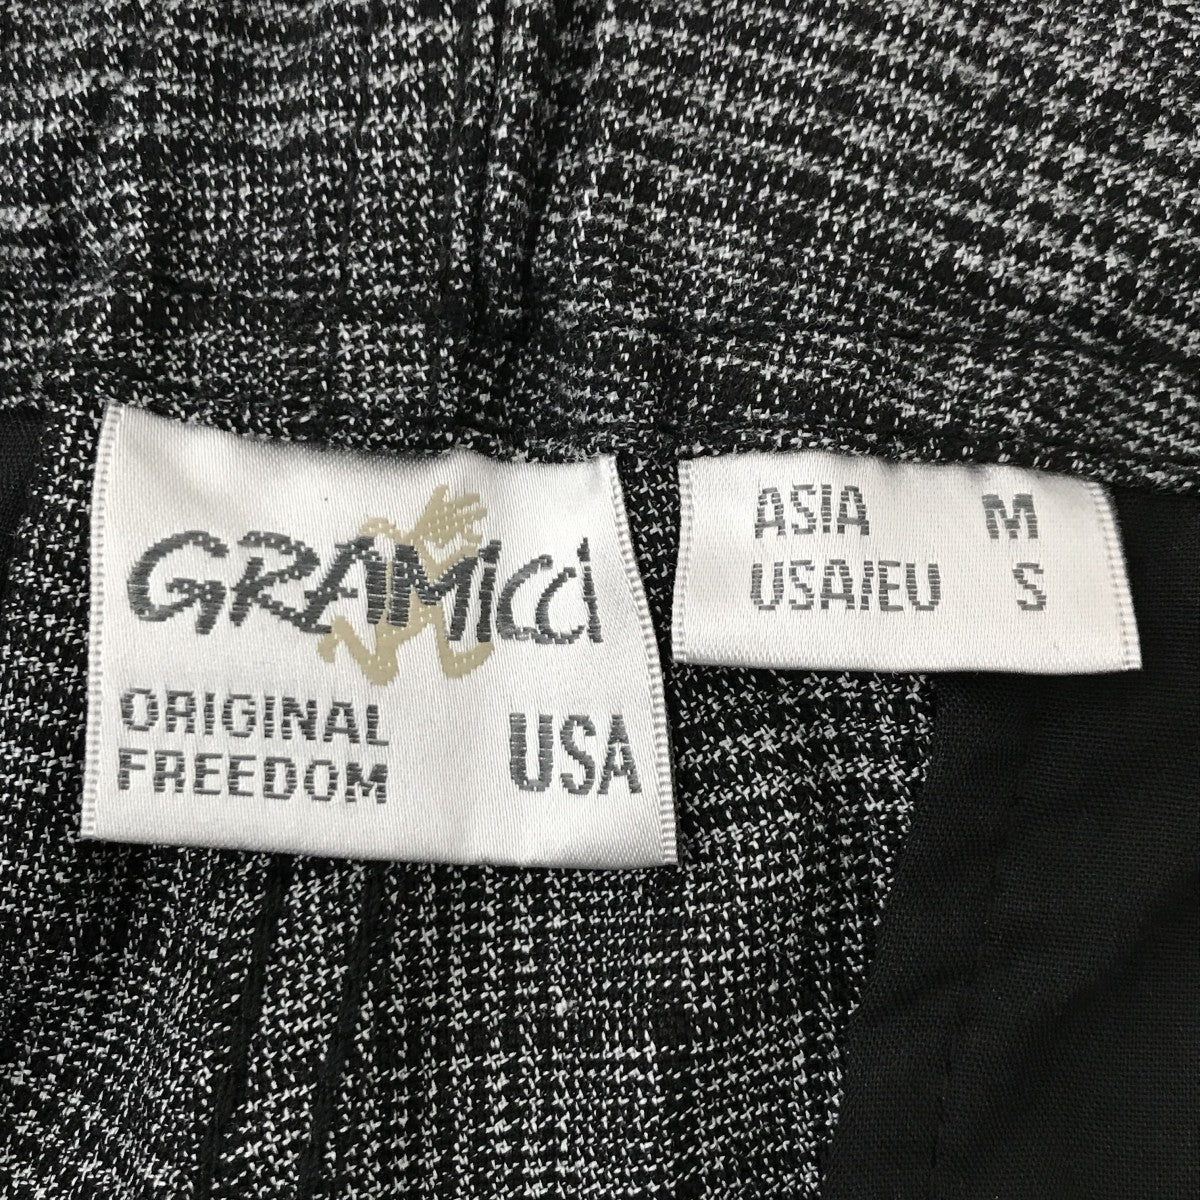 GRAMICCI
ORIGINAL
FREEDOM
USA
ASIA M
USA/EU S